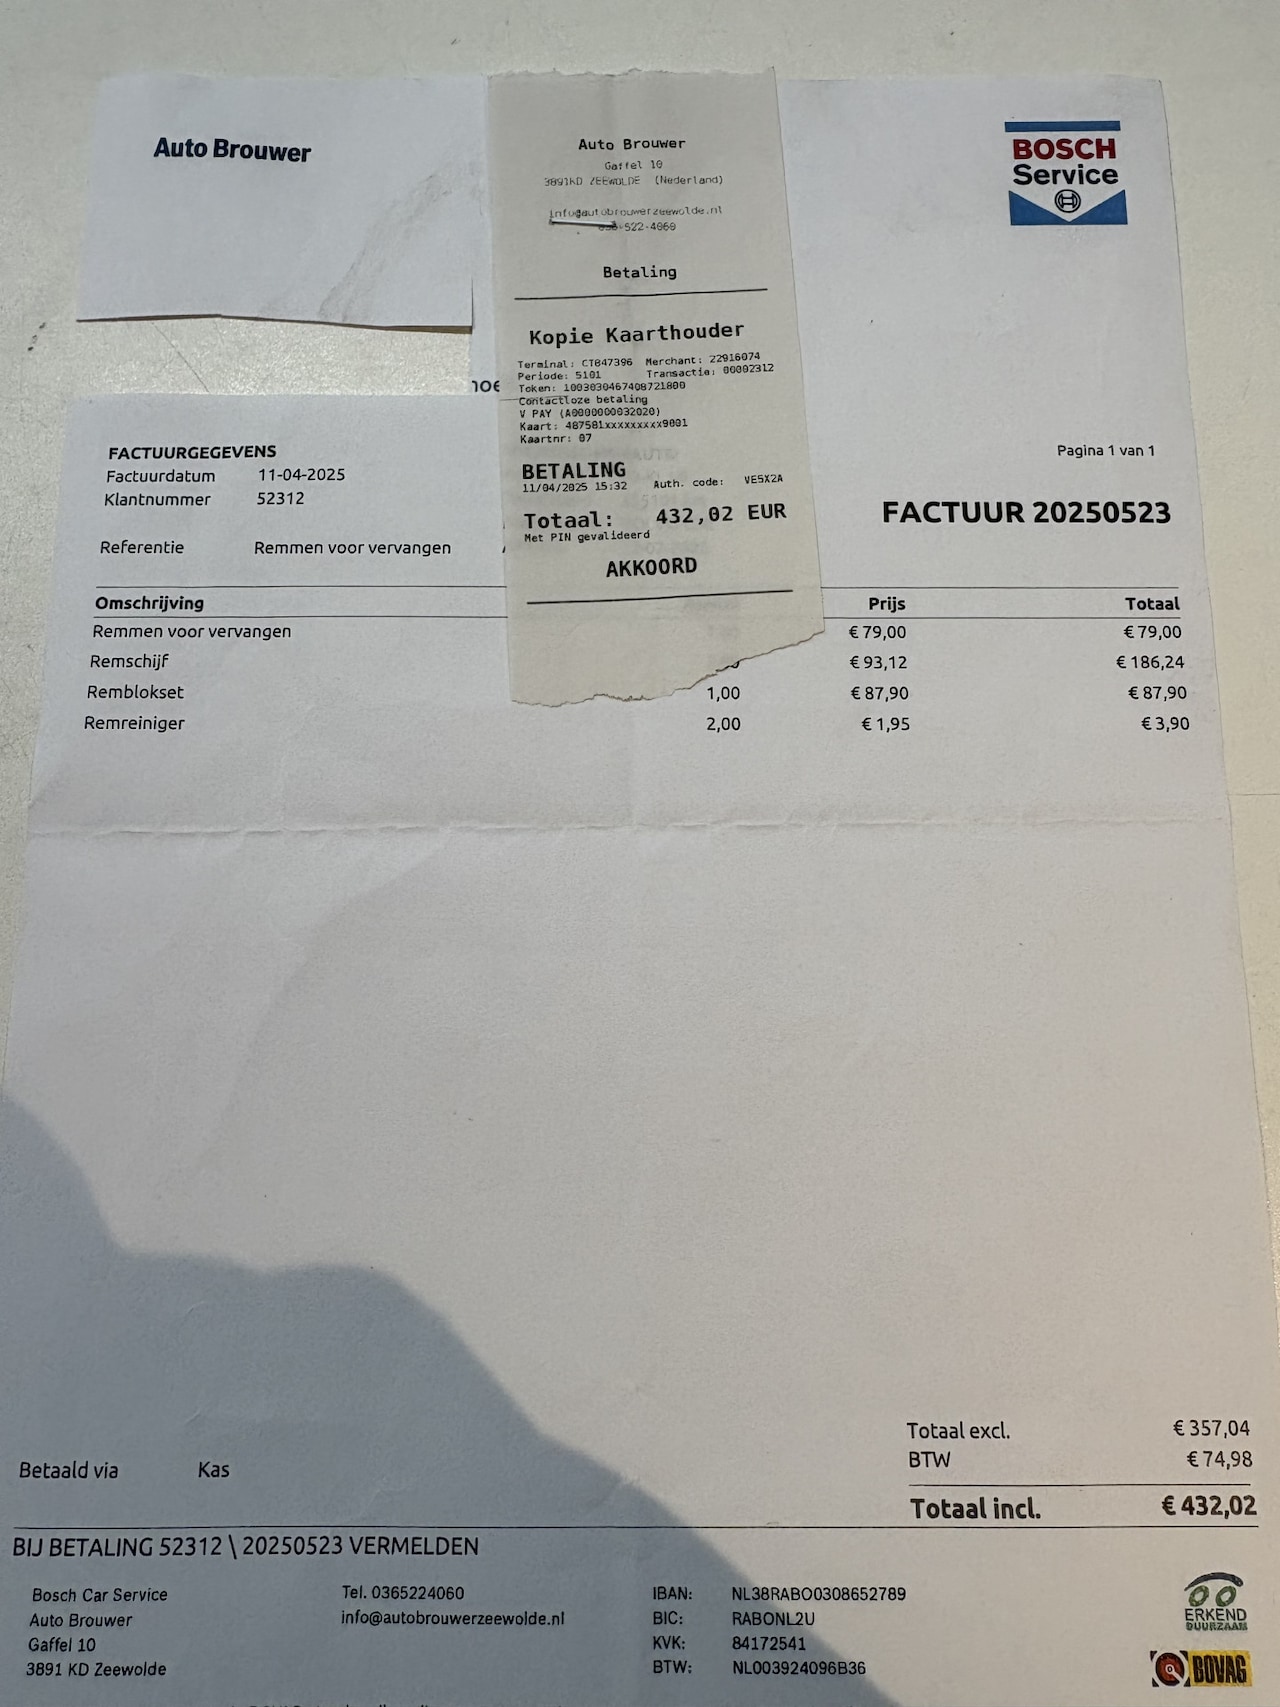 Auto Brouwer
BOSCH
Service
Auto Brouwer
Gaffel 10
3891KD ZEEWOLDE (Nederland)
info@autobrouwerzeewolde.nl
522-4060
Betaling
Kopie Kaarthouder
Terminal: CT847396 Merchant: 22916074
Periode: 5101 Transactie: 00002312
Token: 1003030467408721800
Contactloze betaling
V PAY (A0000000032020)
Kaart: 487581xxxxxxxxx9001
Kaartnr: 07
BETALING
11/04/2025 15:32 Auth. code: VE5X2A
Totaal: 432,02 EUR
Met PIN gevalideerd
AKKOORD
FACTUURGEGEVENS
Factuurdatum 11-04-2025
Klantnummer 52312
Referentie Remmen voor vervangen
Pagina 1 van 1
FACTUUR 20250523
Omschrijving Prijs Totaal
Remmen voor vervangen € 79,00 € 79,00
Remschijf € 93,12 € 186,24
Remblokset 1,00 € 87,90 € 87,90
Remreiniger 2,00 € 1,95 € 3,90
Totaal excl. € 357,04
BTW € 74,98
Betaald via Kas
Totaal incl. € 432,02
BIJ BETALING 52312 \ 20250523 VERMELDEN
Bosch Car Service
Auto Brouwer
Gaffel 10
3891 KD Zeewolde
Tel. 0365224060
info@autobrouwerzeewolde.nl
IBAN: NL38RABO0308652789
BIC: RABONL2U
KVK: 84172541
BTW: NL003924096B36
ERKEND
DUURZAAM
BOVAG